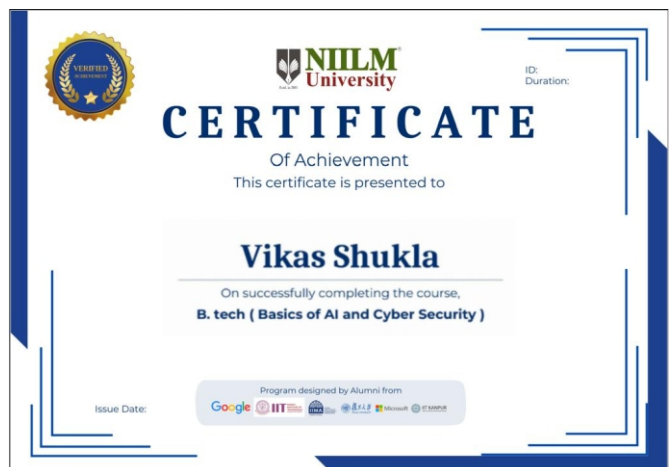 VERIFIED
ACHIEVEMENT
NIILM
University
ID:
Duration:
CERTIFICATE
Of Achievement
This certificate is presented to
Vikas Shukla
On successfully completing the course,
B. tech ( Basics of AI and Cyber Security )
Program designed by Alumni from
Google IIT IIMA Microsoft IIT KANPUR
Issue Date: